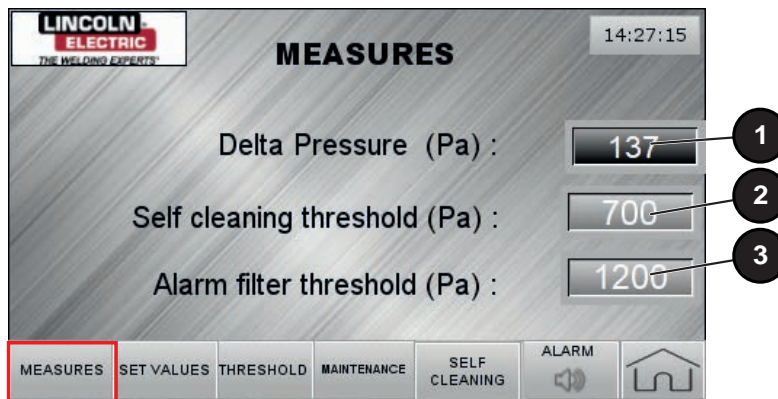 LINCOLN
ELECTRIC
THE WELDING EXPERTS®
MEASURES
14:27:15
Delta Pressure (Pa) : 137
1
Self cleaning threshold (Pa) : 700
2
Alarm filter threshold (Pa) : 1200
3
MEASURES SET VALUES THRESHOLD MAINTENANCE SELF CLEANING ALARM